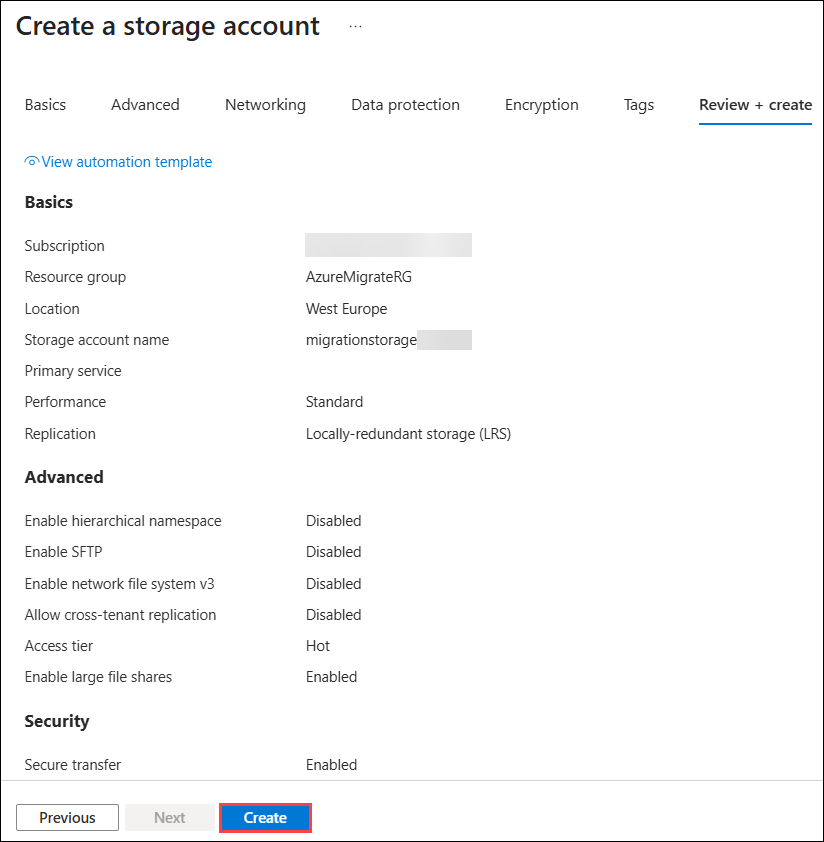 Create a storage account ...
Basics Advanced Networking Data protection Encryption Tags Review + create
View automation template
Basics
Subscription
Resource group AzureMigrateRG
Location West Europe
Storage account name migrationstorage
Primary service
Performance Standard
Replication Locally-redundant storage (LRS)
Advanced
Enable hierarchical namespace Disabled
Enable SFTP Disabled
Enable network file system v3 Disabled
Allow cross-tenant replication Disabled
Access tier Hot
Enable large file shares Enabled
Security
Secure transfer Enabled
Previous Next Create